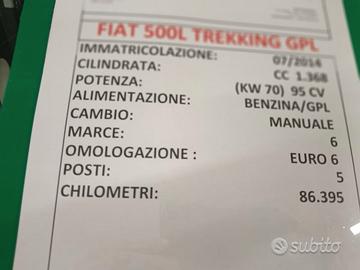 FIAT 500L TREKKING GPL
IMMATRICOLAZIONE: 07/2014
CILINDRATA: CC 1.368
POTENZA: (KW 70) 95 CV
ALIMENTAZIONE: BENZINA/GPL
CAMBIO: MANUALE
MARCE: 6
OMOLOGAZIONE : EURO 6
POSTI: 5
CHILOMETRI: 86.395
subito